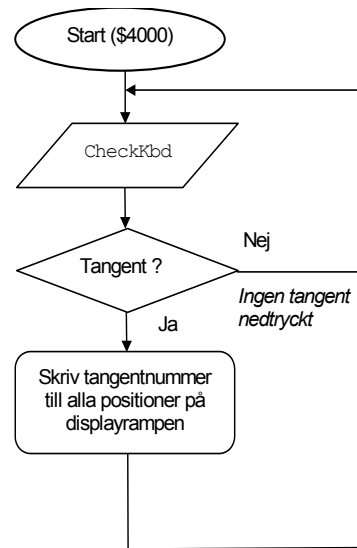 Start ($4000)
CheckKbd
Tangent ?
Nej
Ingen tangent
nedtryckt
Ja
Skriv tangentnummer
till alla positioner på
displayrampen